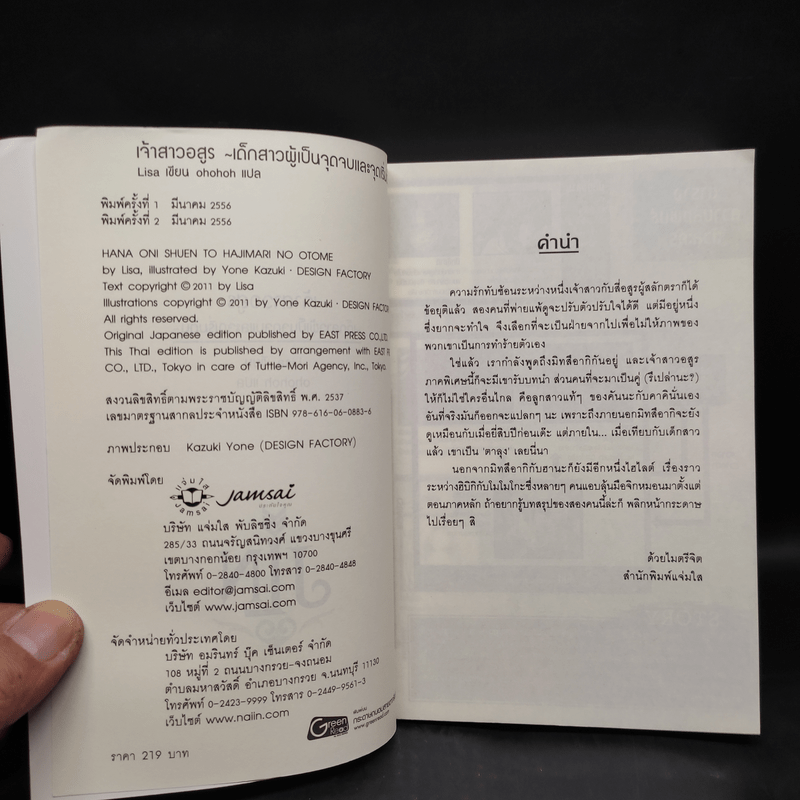 เจ้าสาวอสูร ~เด็กสาวผู้เป็นจุดจบและจุดเริ่
Lisa เขียน ohohoh แปล
พิมพ์ครั้งที่ 1 มีนาคม 2556
พิมพ์ครั้งที่ 2 มีนาคม 2556
HANA ONI SHUEN TO HAJIMARI NO OTOME
by Lisa, illustrated by Yone Kazuki · DESIGN FACTORY
Text copyright © 2011 by Lisa
Illustrations copyright © 2011 by Yone Kazuki · DESIGN FACTOR
All rights reserved.
Original Japanese edition published by EAST PRESS CO.,LTD.
This Thai edition is published by arrangement with EAST
CO., LTD., Tokyo in care of Tuttle-Mori Agency, Inc., Tokyo.
สงวนลิขสิทธิ์ตามพระราชบัญญัติลิขสิทธิ์ พ.ศ. 2537
เลขมาตรฐานสากลประจำหนังสือ ISBN 978-616-06-0883-6
ภาพประกอบ Kazuki Yone (DESIGN FACTORY)
จัดพิมพ์โดย
แจ่มใส
Jamsai
jamsai
บริษัท แจ่มใส พับลิชชิ่ง จำกัด
285/33 ถนนจรัญสนิทวงศ์ แขวงบางขุนศรี
เขตบางกอกน้อย กรุงเทพฯ 10700
โทรศัพท์ 0-2840-4800 โทรสาร 0-2840-4848
อีเมล editor@jamsai.com
เว็บไซต์ www.jamsai.com
จัดจำหน่ายทั่วประเทศโดย
บริษัท อมรินทร์ บุ๊ค เซ็นเตอร์ จำกัด
108 หมู่ที่ 2 ถนนบางกรวย-จงถนอม
ตำบลมหาสวัสดิ์ อำเภอบางกรวย จ.นนทบุรี 11130
โทรศัพท์ 0-2423-9999 โทรสาร 0-2449-9561-3
เว็บไซต์ www.naiin.com
Green Read
www.greenread.com
ราคา 219 บาท
คำนำ
ความรักทับซ้อนระหว่างหนึ่งเจ้าสาวกับสี่อสูรผู้สลักตราก็ได้
ข้อยุติแล้ว สองคนที่พ่ายแพ้ดูจะปรับตัวปรับใจได้ดี แต่มีอยู่หนึ่ง
ซึ่งยากจะทำใจ จึงเลือกที่จะเป็นฝ่ายจากไปเพื่อไม่ให้ภาพของ
พวกเขาเป็นการทำร้ายตัวเอง
ใช่แล้ว เรากำลังพูดถึงมิทสึอากิกันอยู่ และเจ้าสาวอสูร
ภาคพิเศษนี้ก็จะมีเขารับบทนำ ส่วนคนที่จะมาเป็นคู่ (รึเปล่านะ?)
ให้ก็ไม่ใช่ใครอื่นไกล คือลูกสาวแท้ๆ ของคันนะกับคาคินั่นเอง
อันที่จริงมันก็ออกจะแปลกๆ นะ เพราะถึงภายนอกมิทสึอากิจะยัง
ดูเหมือนกับเมื่อยี่สิบปีก่อนเด๊ะ แต่ภายใน... เมื่อเทียบกับเด็กสาว
แล้ว เขาเป็น 'ตาลุง' เลยนี่นา
นอกจากมิทสึอากิกับฮานะก็ยังมีอีกหนึ่งไฮไลต์ เรื่องราว
ระหว่างฮิบิกิกับโมโมโกะซึ่งหลายๆ คนแอบลุ้นมือจิกหมอนมาตั้งแต่
ตอนภาคหลัก ถ้าอยากรู้บทสรุปของสองคนนี้ล่ะก็ พลิกหน้ากระดาษ
ไปเรื่อยๆ สิ
ด้วยไมตรีจิต
สำนักพิมพ์แจ่มใส